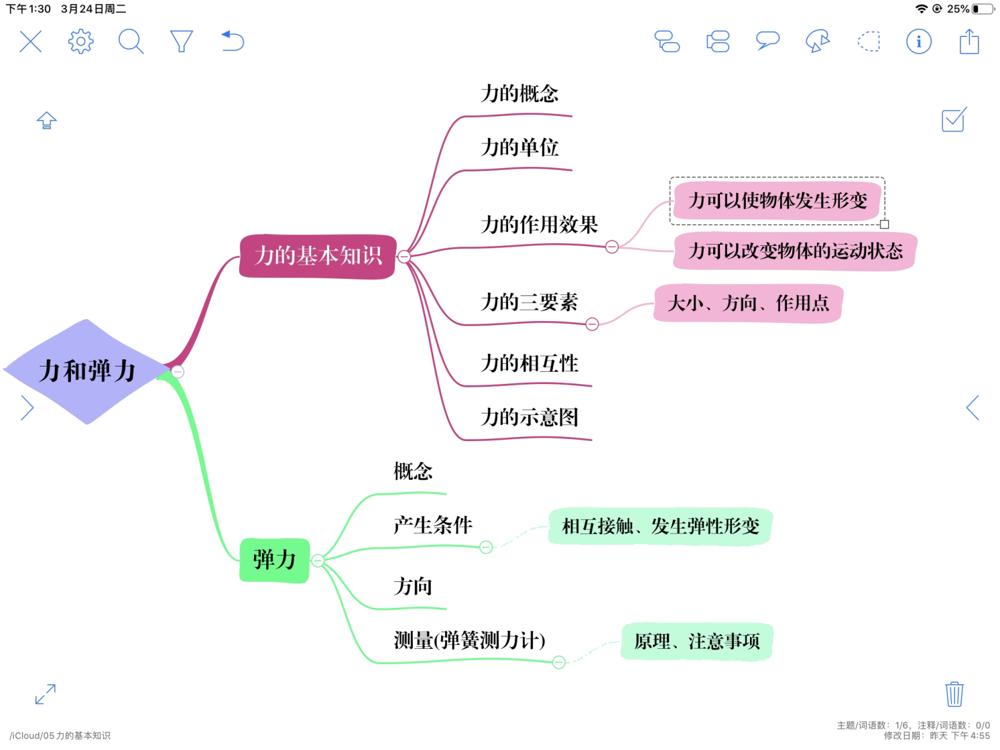 下午1:30 3月24日周二
25%
力的概念
力的单位
力的作用效果
力可以使物体发生形变
力可以改变物体的运动状态
力的基本知识
力的三要素
大小、方向、作用点
力的相互性
力的示意图
力和弹力
概念
产生条件
相互接触、发生弹性形变
弹力
方向
测量(弹簧测力计)
原理、注意事项
/iCloud/05力的基本知识
主题/词语数：1/6，注释/词语数：0/0
修改日期：昨天 下午4:55